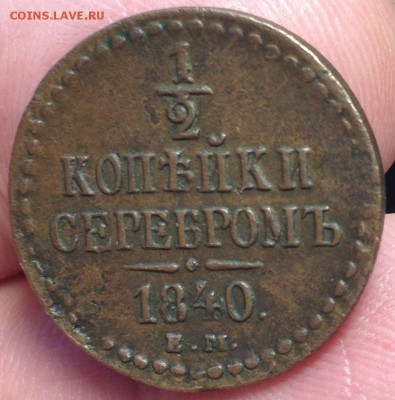 COINS.LAVE.RU
1
2
КОПѢЙКИ
СЕРЕБРОМЪ
1840.
Е.М.